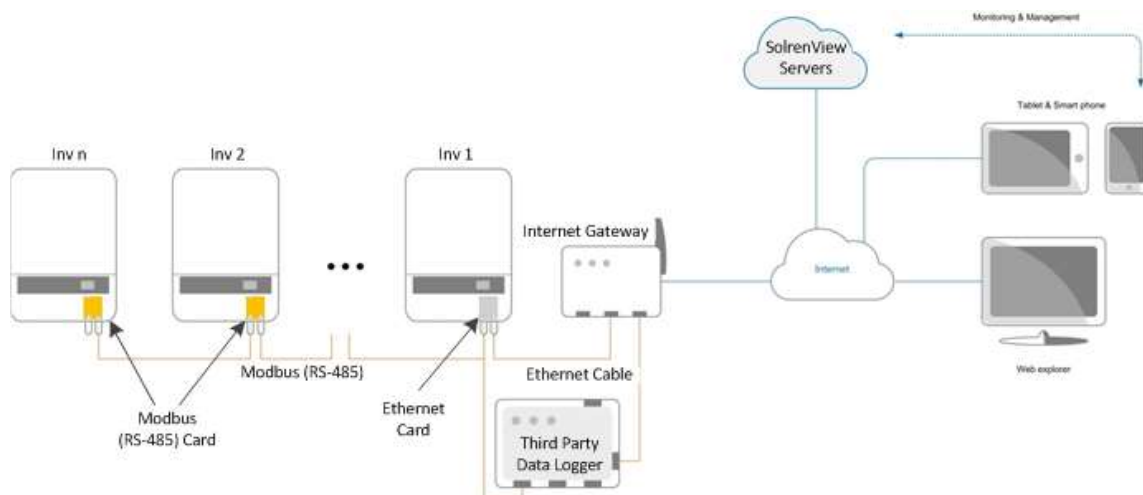 Monitoring & Management
SolrenView
Servers
Tablet & Smart phone
Inv n
Inv 2
Inv 1
Internet Gateway
Internet
Modbus (RS-485)
Ethernet Cable
Web explorer
Modbus
(RS-485) Card
Ethernet
Card
Third Party
Data Logger